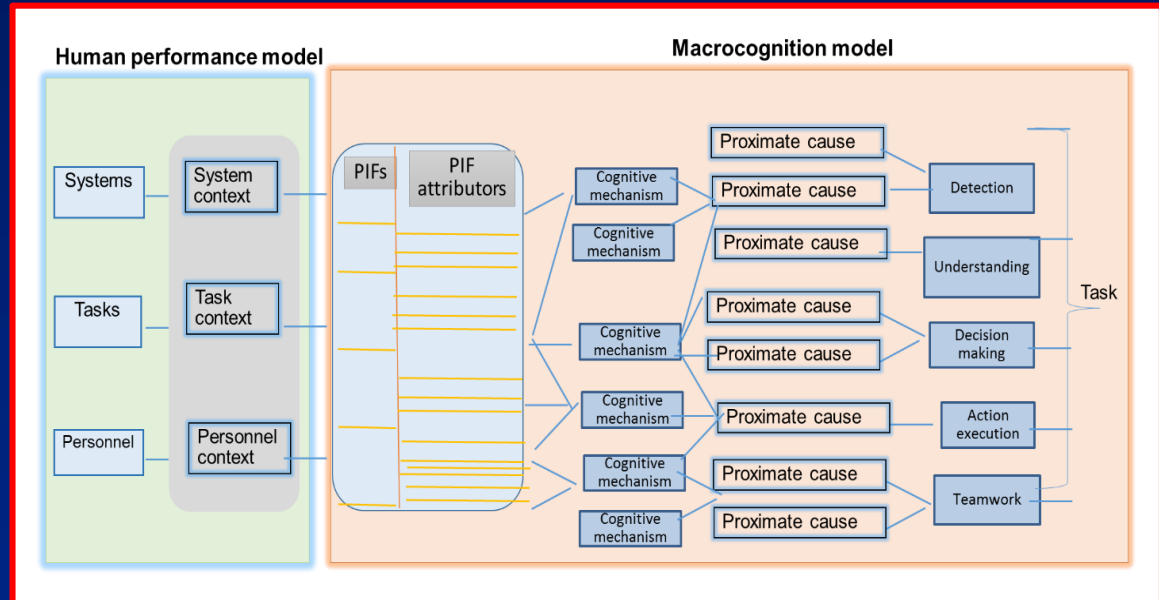 Human performance model
Macrocognition model
Systems
System
context
Tasks
Task
context
Personnel
Personnel
context
PIFs
PIF
attributors
Cognitive
mechanism
Cognitive
mechanism
Cognitive
mechanism
Cognitive
mechanism
Cognitive
mechanism
Cognitive
mechanism
Proximate cause
Proximate cause
Proximate cause
Proximate cause
Proximate cause
Proximate cause
Proximate cause
Proximate cause
Detection
Understanding
Decision
making
Action
execution
Teamwork
Task